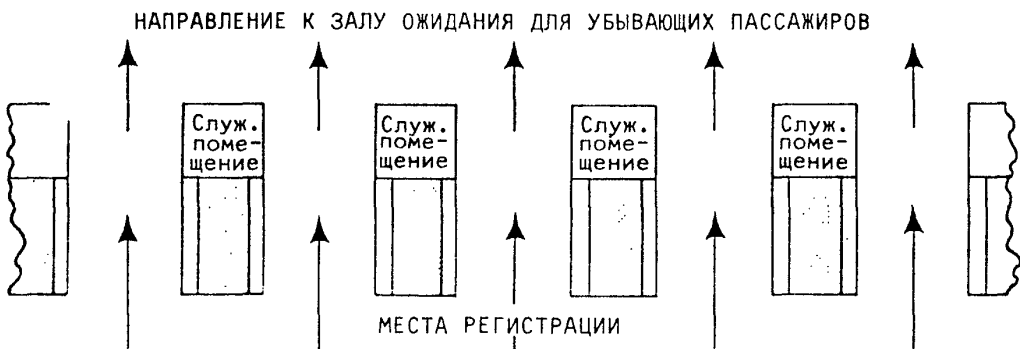 НАПРАВЛЕНИЕ К ЗАЛУ ОЖИДАНИЯ ДЛЯ УБЫВАЮЩИХ ПАССАЖИРОВ
Служ.
поме-
щение
Служ.
поме-
щение
Служ.
поме-
щение
Служ.
поме-
щение
МЕСТА РЕГИСТРАЦИИ